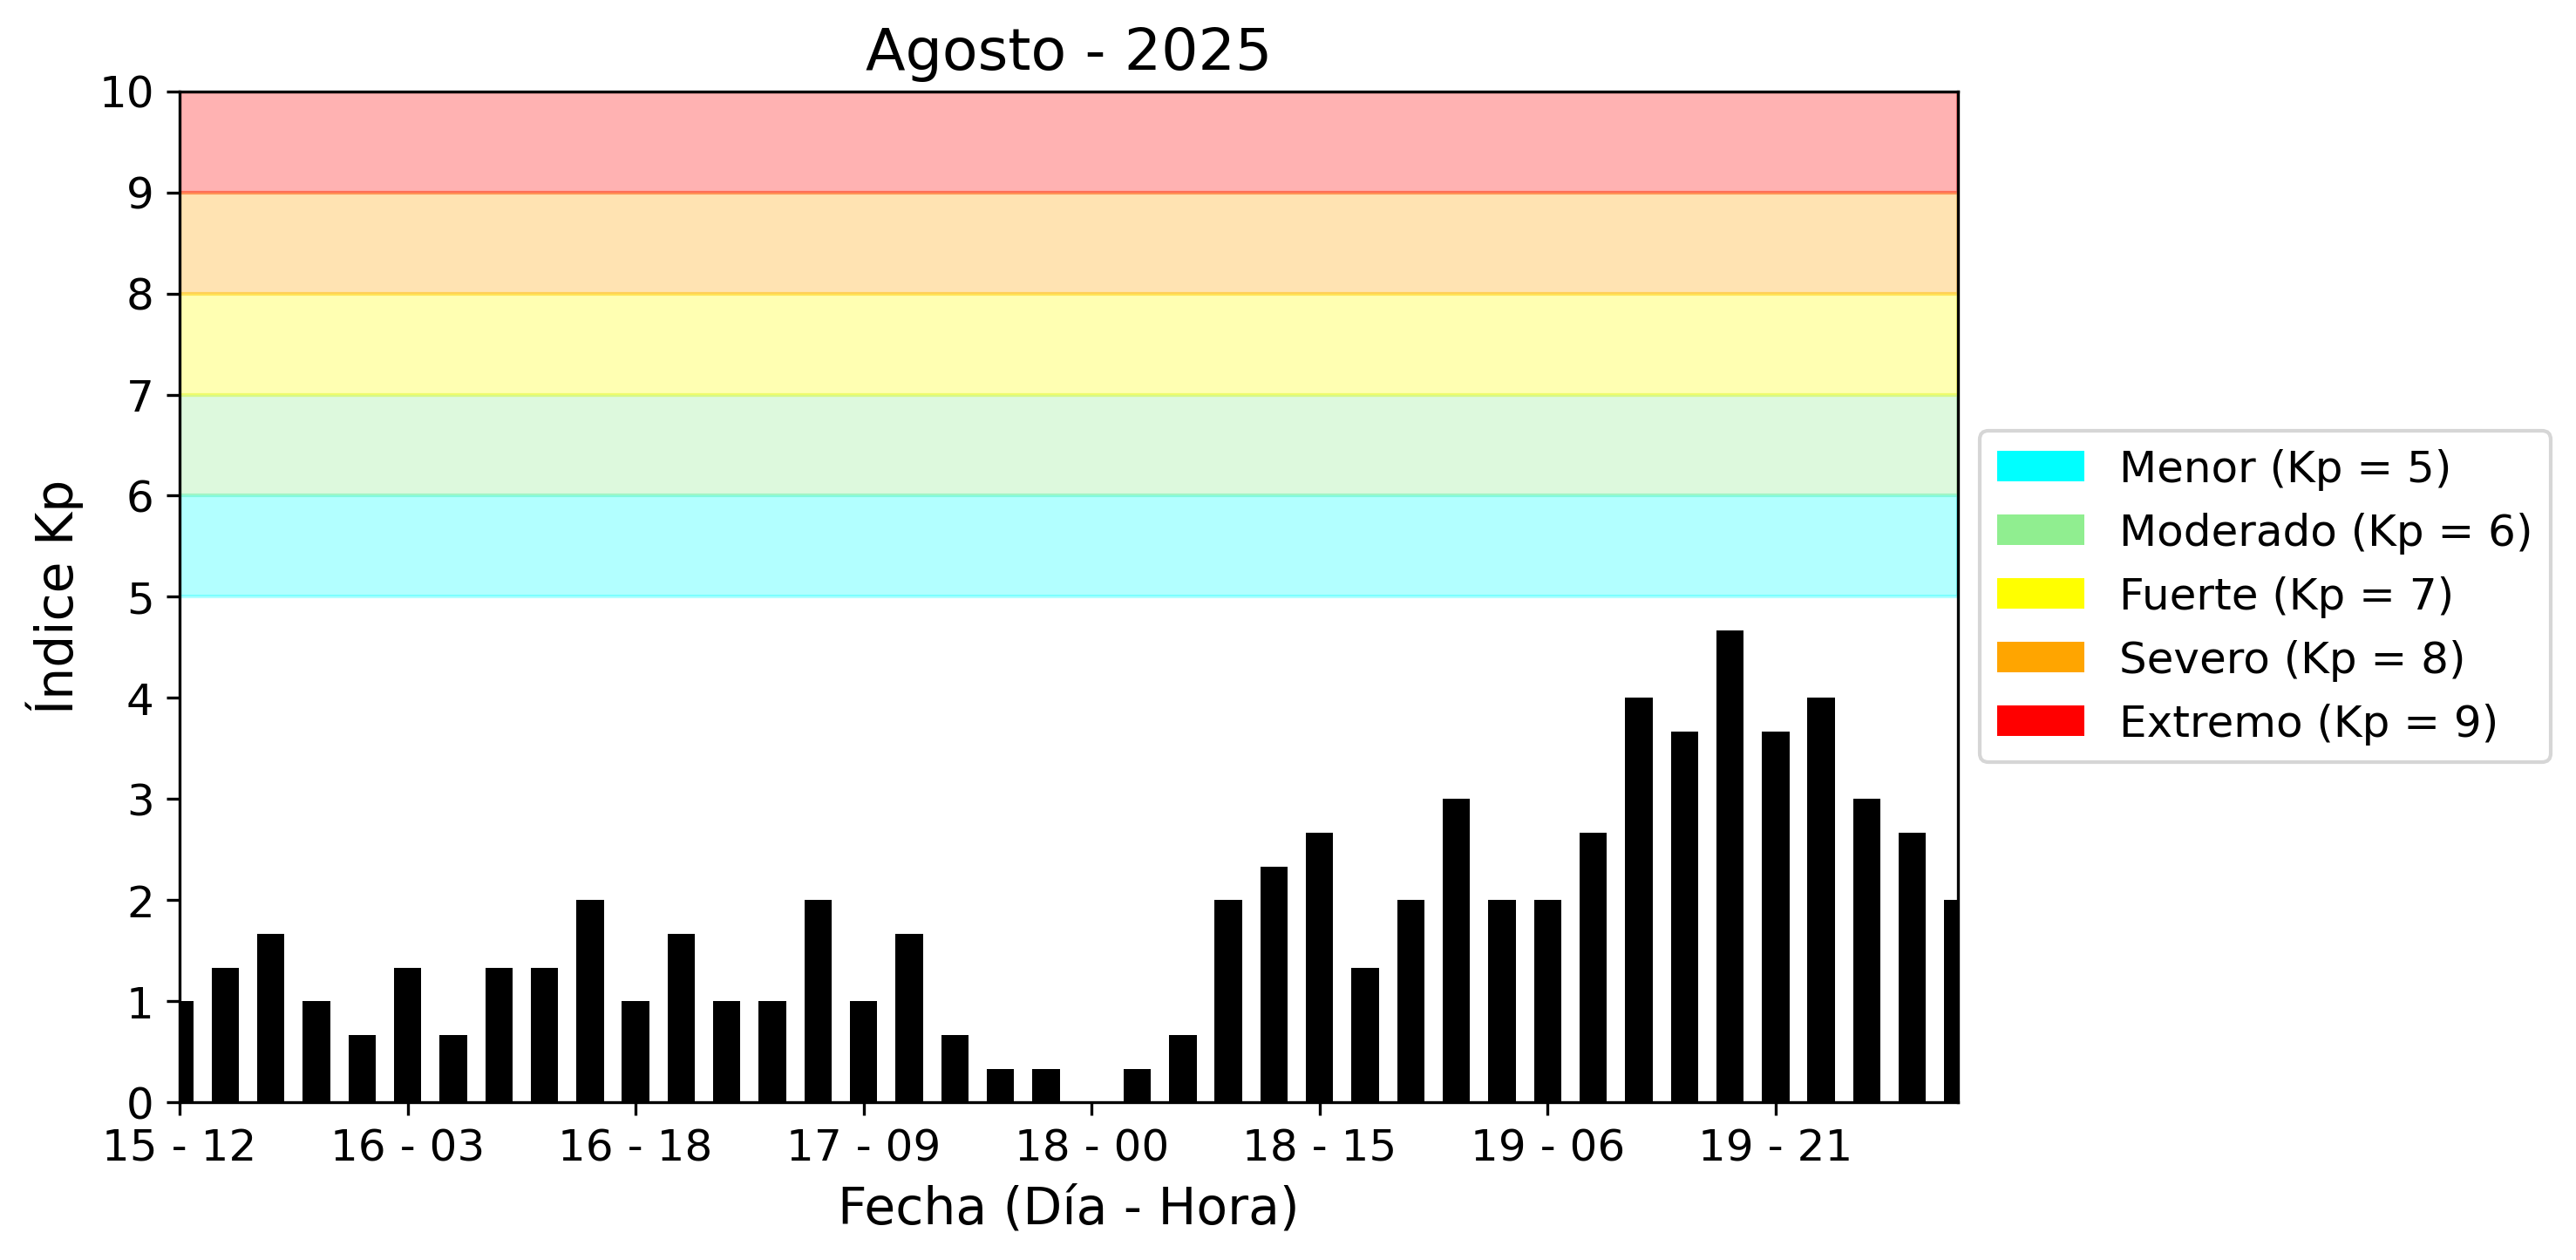 Agosto - 2025
10
9
8
7
6
5
4
3
2
1
0
Índice Kp
15 - 12
16 - 03
16 - 18
17 - 09
18 - 00
18 - 15
19 - 06
19 - 21
Fecha (Día - Hora)
Menor (Kp = 5)
Moderado (Kp = 6)
Fuerte (Kp = 7)
Severo (Kp = 8)
Extremo (Kp = 9)